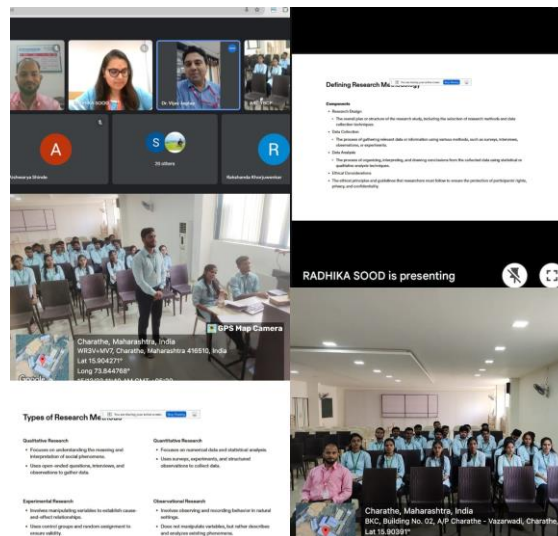 Dr. Vijay
A
S
R
29 others
GPS Map Camera
Charathe, Maharashtra, India
WR3V+MV7, Charathe, Maharashtra 416510, India
Lat 15.904271°
Long 73.844768°
Google
Types of Research
Qualitative Research
• Focuses on understanding the meaning and
interpretation of social phenomena.
• Uses open-ended questions, interviews, and
observations to gather data.
Quantitative Research
• Focuses on numerical data and statistical analysis.
• Uses surveys, experiments, and structured
observations to collect data.
Experimental Research
• Involves manipulating variables to establish cause-
and-effect relationships.
• Uses control groups and random assignment to
ensure validity.
Observational Research
• Involves observing and recording behavior in natural
settings.
• Does not manipulate variables, but rather describes
and analyzes existing phenomena.
Defining Research
Components
• Research Design
• The overall plan or structure of the research study, including the selection of research methods and data
collection techniques.
• Data Collection
• The process of gathering relevant data or information using various methods, such as surveys, interviews,
observations, or experiments.
• Data Analysis
• The process of organizing, interpreting, and drawing conclusions from the collected data using statistical or
qualitative analysis techniques.
• Ethical Considerations
• The ethical principles and guidelines that researchers must follow to ensure the protection of participants' rights,
privacy, and confidentiality.
RADHIKA SOOD is presenting
Charathe, Maharashtra, India
BKC, Building No. 02, A/P Charathe - Vazarwadi, Charathe,
Lat 15.90391°